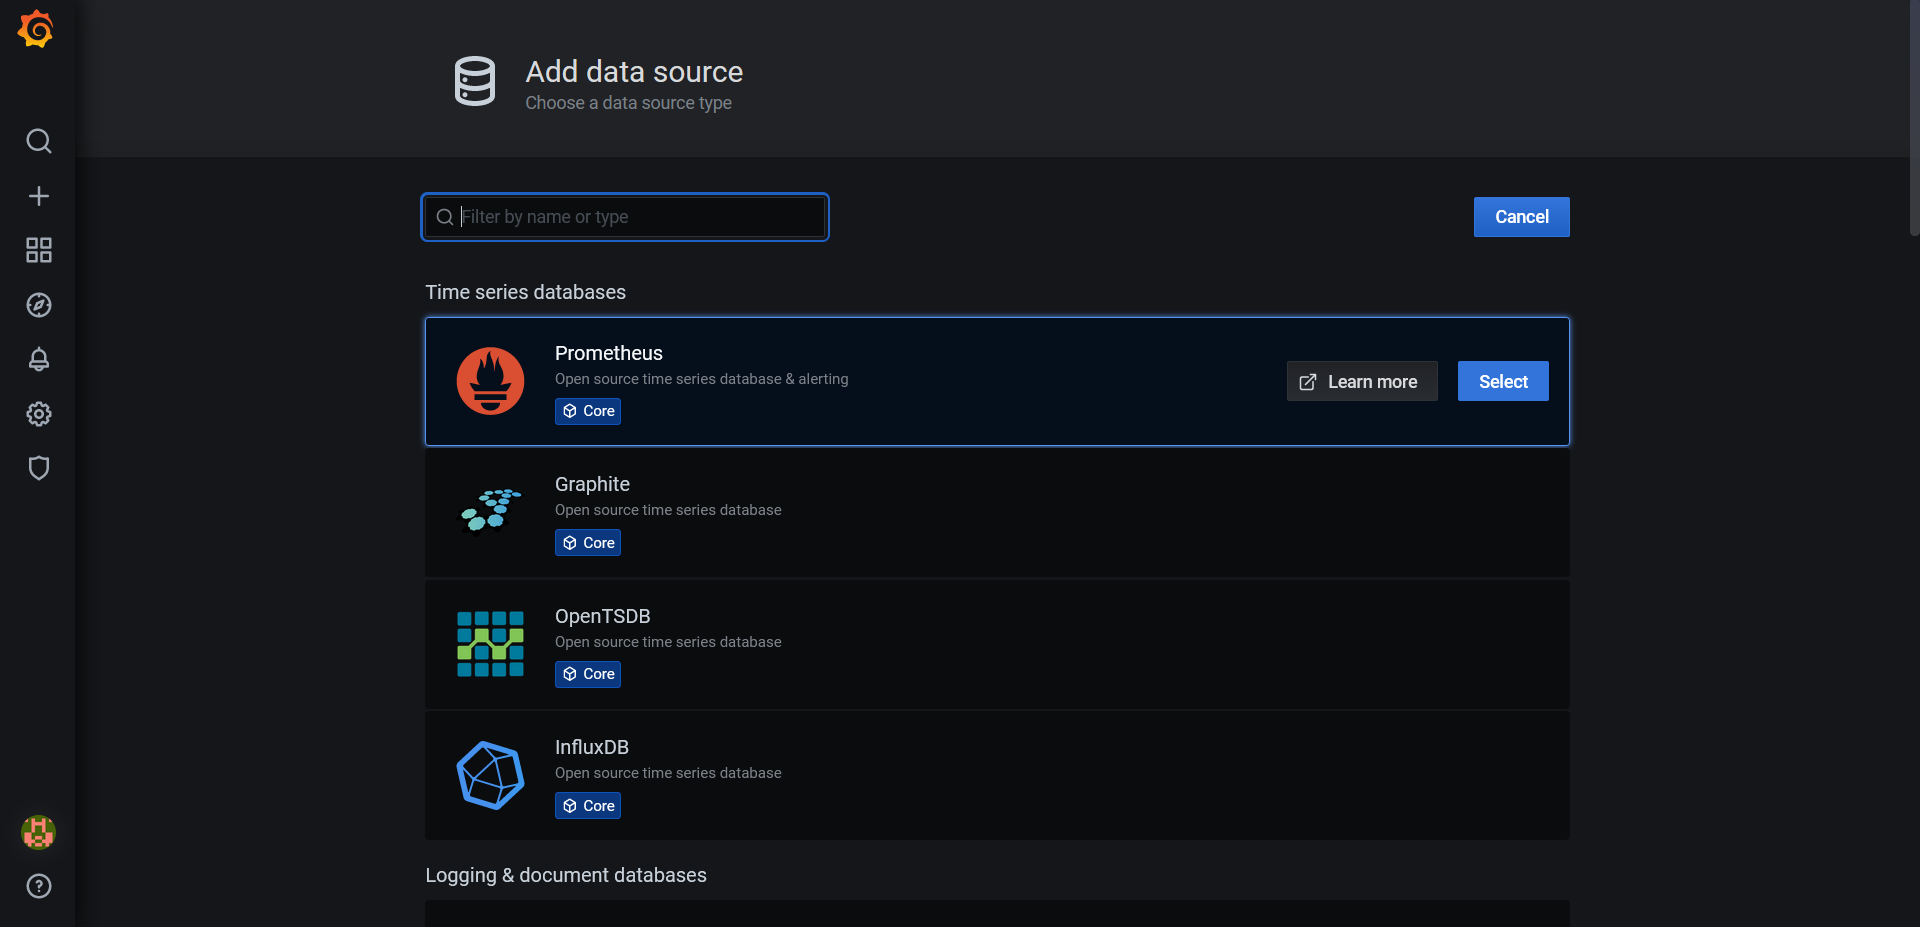 Add data source
Choose a data source type
Filter by name or type
Cancel
Time series databases
Prometheus
Open source time series database & alerting
Core
Learn more
Select
Graphite
Open source time series database
Core
OpenTSDB
Open source time series database
Core
InfluxDB
Open source time series database
Core
Logging & document databases